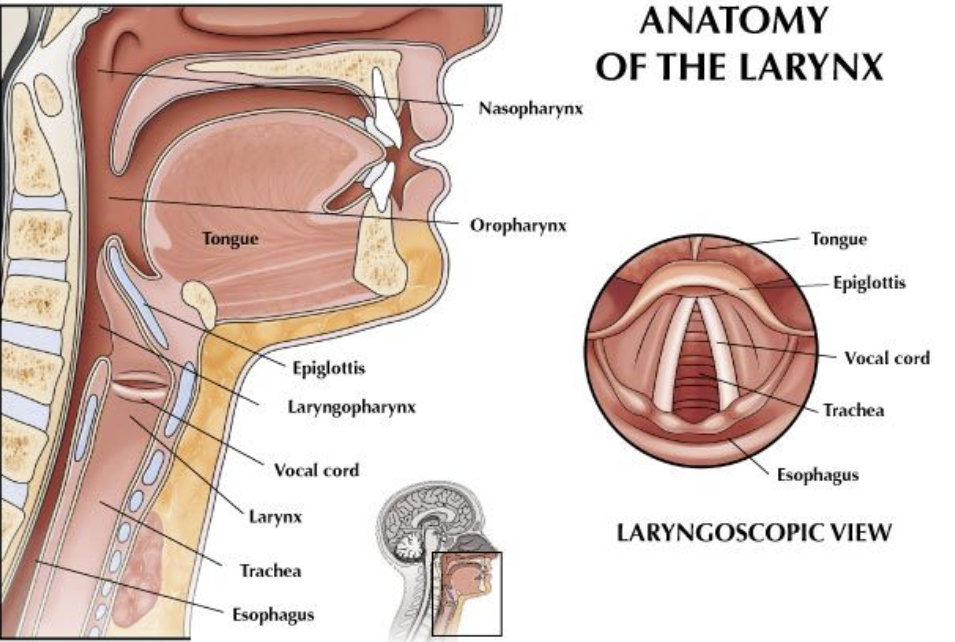 ANATOMY
OF THE LARYNX
Nasopharynx
Oropharynx
Tongue
Epiglottis
Laryngopharynx
Vocal cord
Larynx
Trachea
Esophagus
Tongue
Epiglottis
Vocal cord
Trachea
Esophagus
LARYNGOSCOPIC VIEW